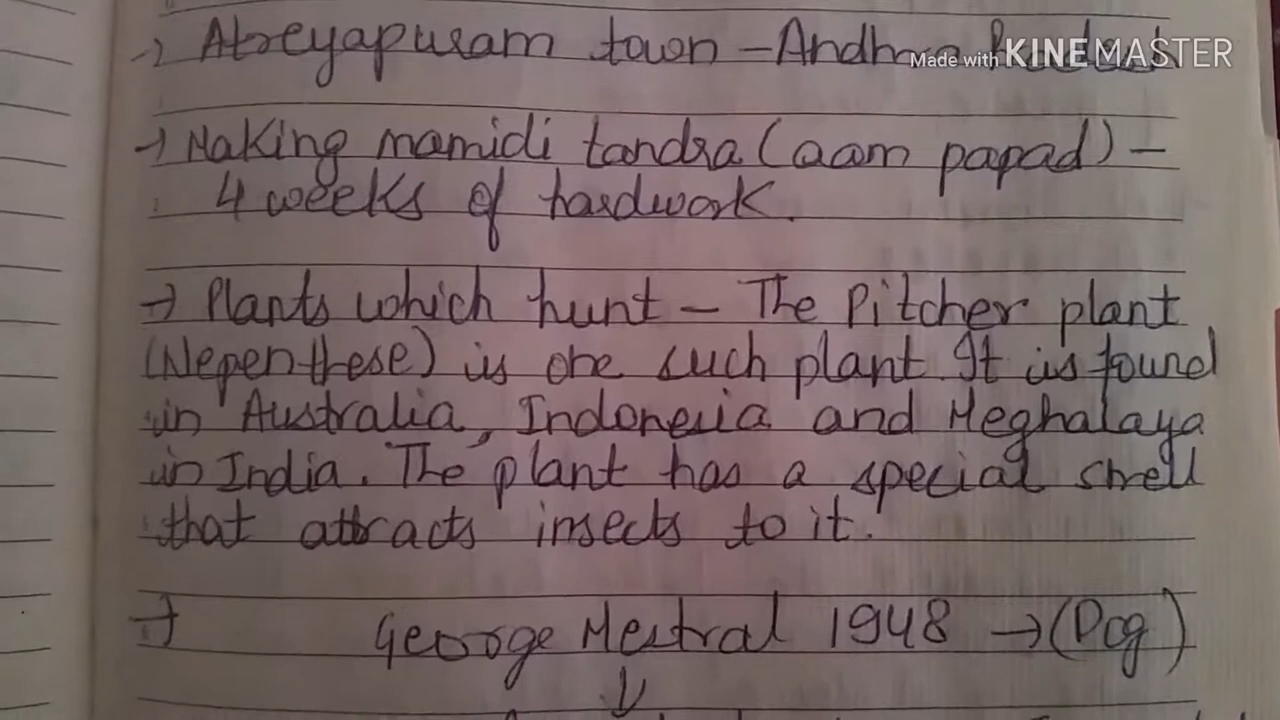 → Atreyapuram town - Andhra
Made with KINEMASTER
→ Making mamidi tandra (aam papad) -
4 weeks of hardwork.
→ Plants which hunt - The Pitcher plant
(Nepenthese) is one such plant. It is found
in Australia, Indonesia and Meghalaya
in India. The plant has a special smell
that attracts insects to it.
→ George Mestral 1948 → (Dog)
↓